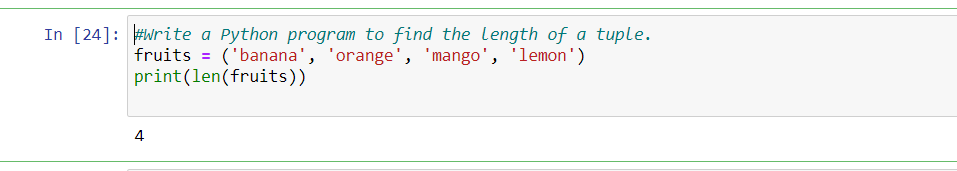 In [24]: #Write a Python program to find the length of a tuple.
fruits = ('banana', 'orange', 'mango', 'lemon')
print(len(fruits))
4